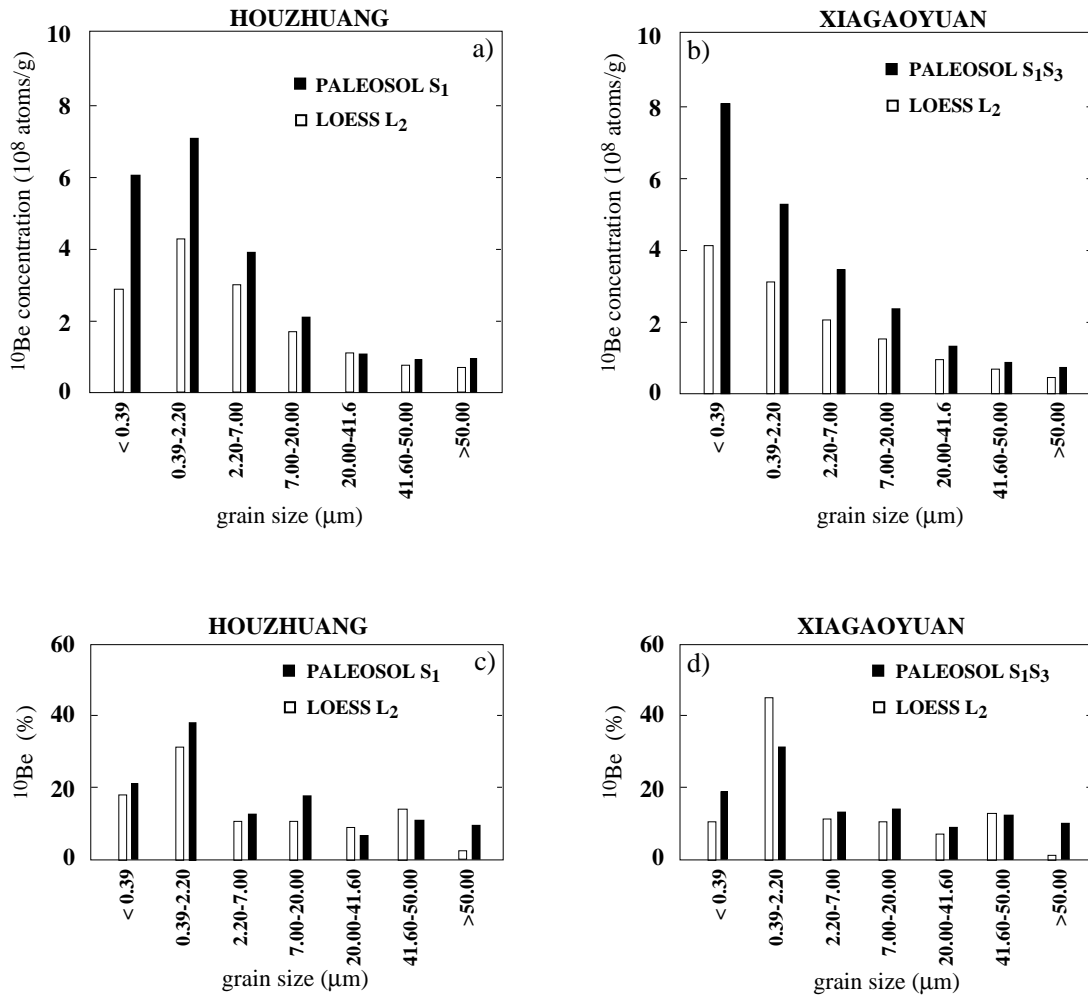 HOUZHUANG
a)
PALEOSOL S1
LOESS L2
10Be concentration (10^8 atoms/g)
10
8
6
4
2
0
< 0.39
0.39-2.20
2.20-7.00
7.00-20.00
20.00-41.6
41.60-50.00
>50.00
grain size (μm)
XIAGAOYUAN
b)
PALEOSOL S1S3
LOESS L2
10Be concentration (10^8 atoms/g)
10
8
6
4
2
0
< 0.39
0.39-2.20
2.20-7.00
7.00-20.00
20.00-41.6
41.60-50.00
>50.00
grain size (μm)
HOUZHUANG
c)
PALEOSOL S1
LOESS L2
10Be (%)
60
40
20
0
< 0.39
0.39-2.20
2.20-7.00
7.00-20.00
20.00-41.60
41.60-50.00
>50.00
grain size (μm)
XIAGAOYUAN
d)
PALEOSOL S1S3
LOESS L2
10Be (%)
60
40
20
0
< 0.39
0.39-2.20
2.20-7.00
7.00-20.00
20.00-41.60
41.60-50.00
>50.00
grain size (μm)